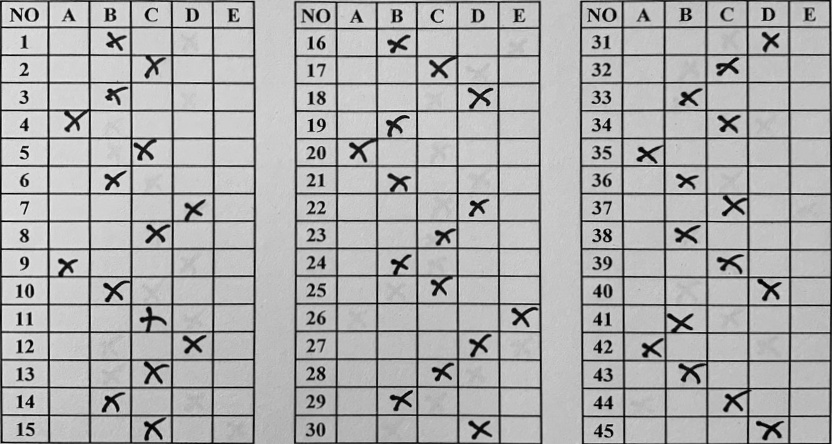 NO A B C D E NO A B C D E NO A B C D E
1 X 16 X 31 X
2 X 17 X 32 X
3 X 18 X 33 X
4 X 19 X 34 X
5 X 20 X 35 X
6 X 21 X 36 X
7 X 22 X 37 X
8 X 23 X 38 X
9 X 24 X 39 X
10 X 25 X 40 X
11 X 26 X 41 X
12 X 27 X 42 X
13 X 28 X 43 X
14 X 29 X 44 X
15 X 30 X 45 X